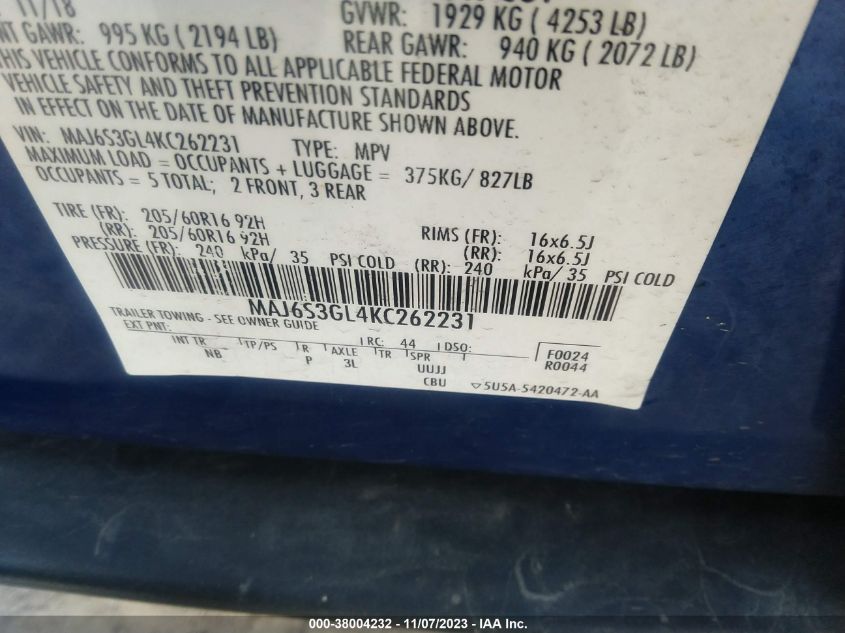 11/18
GVWR: 1929 KG ( 4253 LB)
NT GAWR: 995 KG ( 2194 LB) REAR GAWR: 940 KG ( 2072 LB)
THIS VEHICLE CONFORMS TO ALL APPLICABLE FEDERAL MOTOR
VEHICLE SAFETY AND THEFT PREVENTION STANDARDS
IN EFFECT ON THE DATE OF MANUFACTURE SHOWN ABOVE.
VIN: MAJ6S3GL4KC262231 TYPE: MPV
MAXIMUM LOAD = OCCUPANTS + LUGGAGE = 375KG/ 827LB
OCCUPANTS = 5 TOTAL; 2 FRONT, 3 REAR
TIRE (FR): 205/60R16 92H RIMS (FR): 16x6.5J
(RR): 205/60R16 92H (RR): 16x6.5J
PRESSURE (FR): 240 kPa/ 35 PSI COLD (RR): 240 kPa/ 35 PSI COLD
MAJ6S3GL4KC262231
TRAILER TOWING - SEE OWNER GUIDE
EXT PNT: RC: 44 DSO: F0024
INT TR TP/PS R AXLE TR SPR R0044
NB P 3L UUJJ
CBU ▽5U5A-5420472-AA
000-38004232 - 11/07/2023 - IAA Inc.